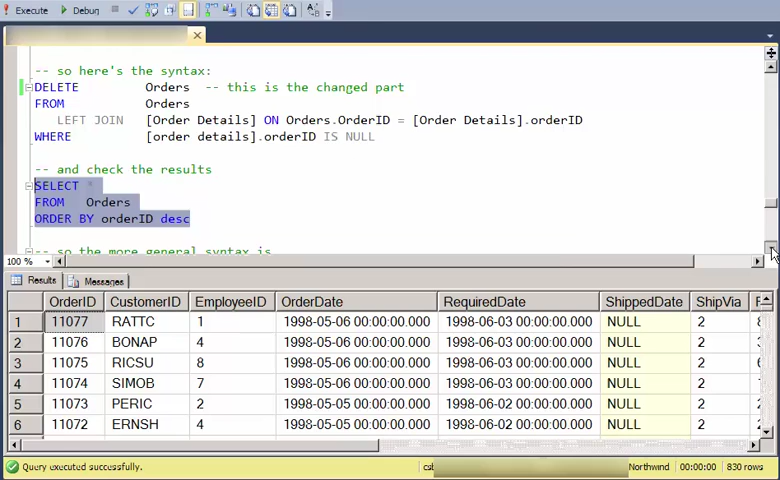 Execute Debug
-- so here's the syntax:
DELETE Orders -- this is the changed part
FROM Orders
LEFT JOIN [Order Details] ON Orders.OrderID = [Order Details].orderID
WHERE [order details].orderID IS NULL
-- and check the results
SELECT *
FROM Orders
ORDER BY orderID desc
-- so the more general syntax is
100 %
Results Messages
OrderID CustomerID EmployeeID OrderDate RequiredDate ShippedDate ShipVia F
1 11077 RATTC 1 1998-05-06 00:00:00.000 1998-06-03 00:00:00.000 NULL 2 8
2 11076 BONAP 4 1998-05-06 00:00:00.000 1998-06-03 00:00:00.000 NULL 2
3 11075 RICSU 8 1998-05-06 00:00:00.000 1998-06-03 00:00:00.000 NULL 2
4 11074 SIMOB 7 1998-05-06 00:00:00.000 1998-06-03 00:00:00.000 NULL 2
5 11073 PERIC 2 1998-05-05 00:00:00.000 1998-06-02 00:00:00.000 NULL 2
6 11072 ERNSH 4 1998-05-05 00:00:00.000 1998-06-02 00:00:00.000 NULL 2
Query executed successfully. Northwind 00:00:00 830 rows